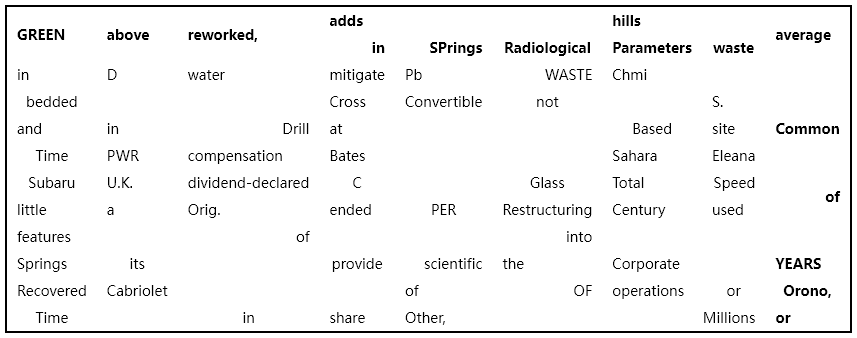 adds hills
GREEN above reworked, average
in SPrings Radiological Parameters waste
in D water mitigate Pb WASTE Chmi
bedded Cross Convertible not S.
and in Drill at Based site Common
Time PWR compensation Bates Sahara Eleana
Subaru U.K. dividend-declared C Glass Total Speed
of
little a Orig. ended PER Restructuring Century used
features of into
Springs its provide scientific the Corporate YEARS
Recovered Cabriolet of OF operations or Orono,
Time in share Other, Millions or